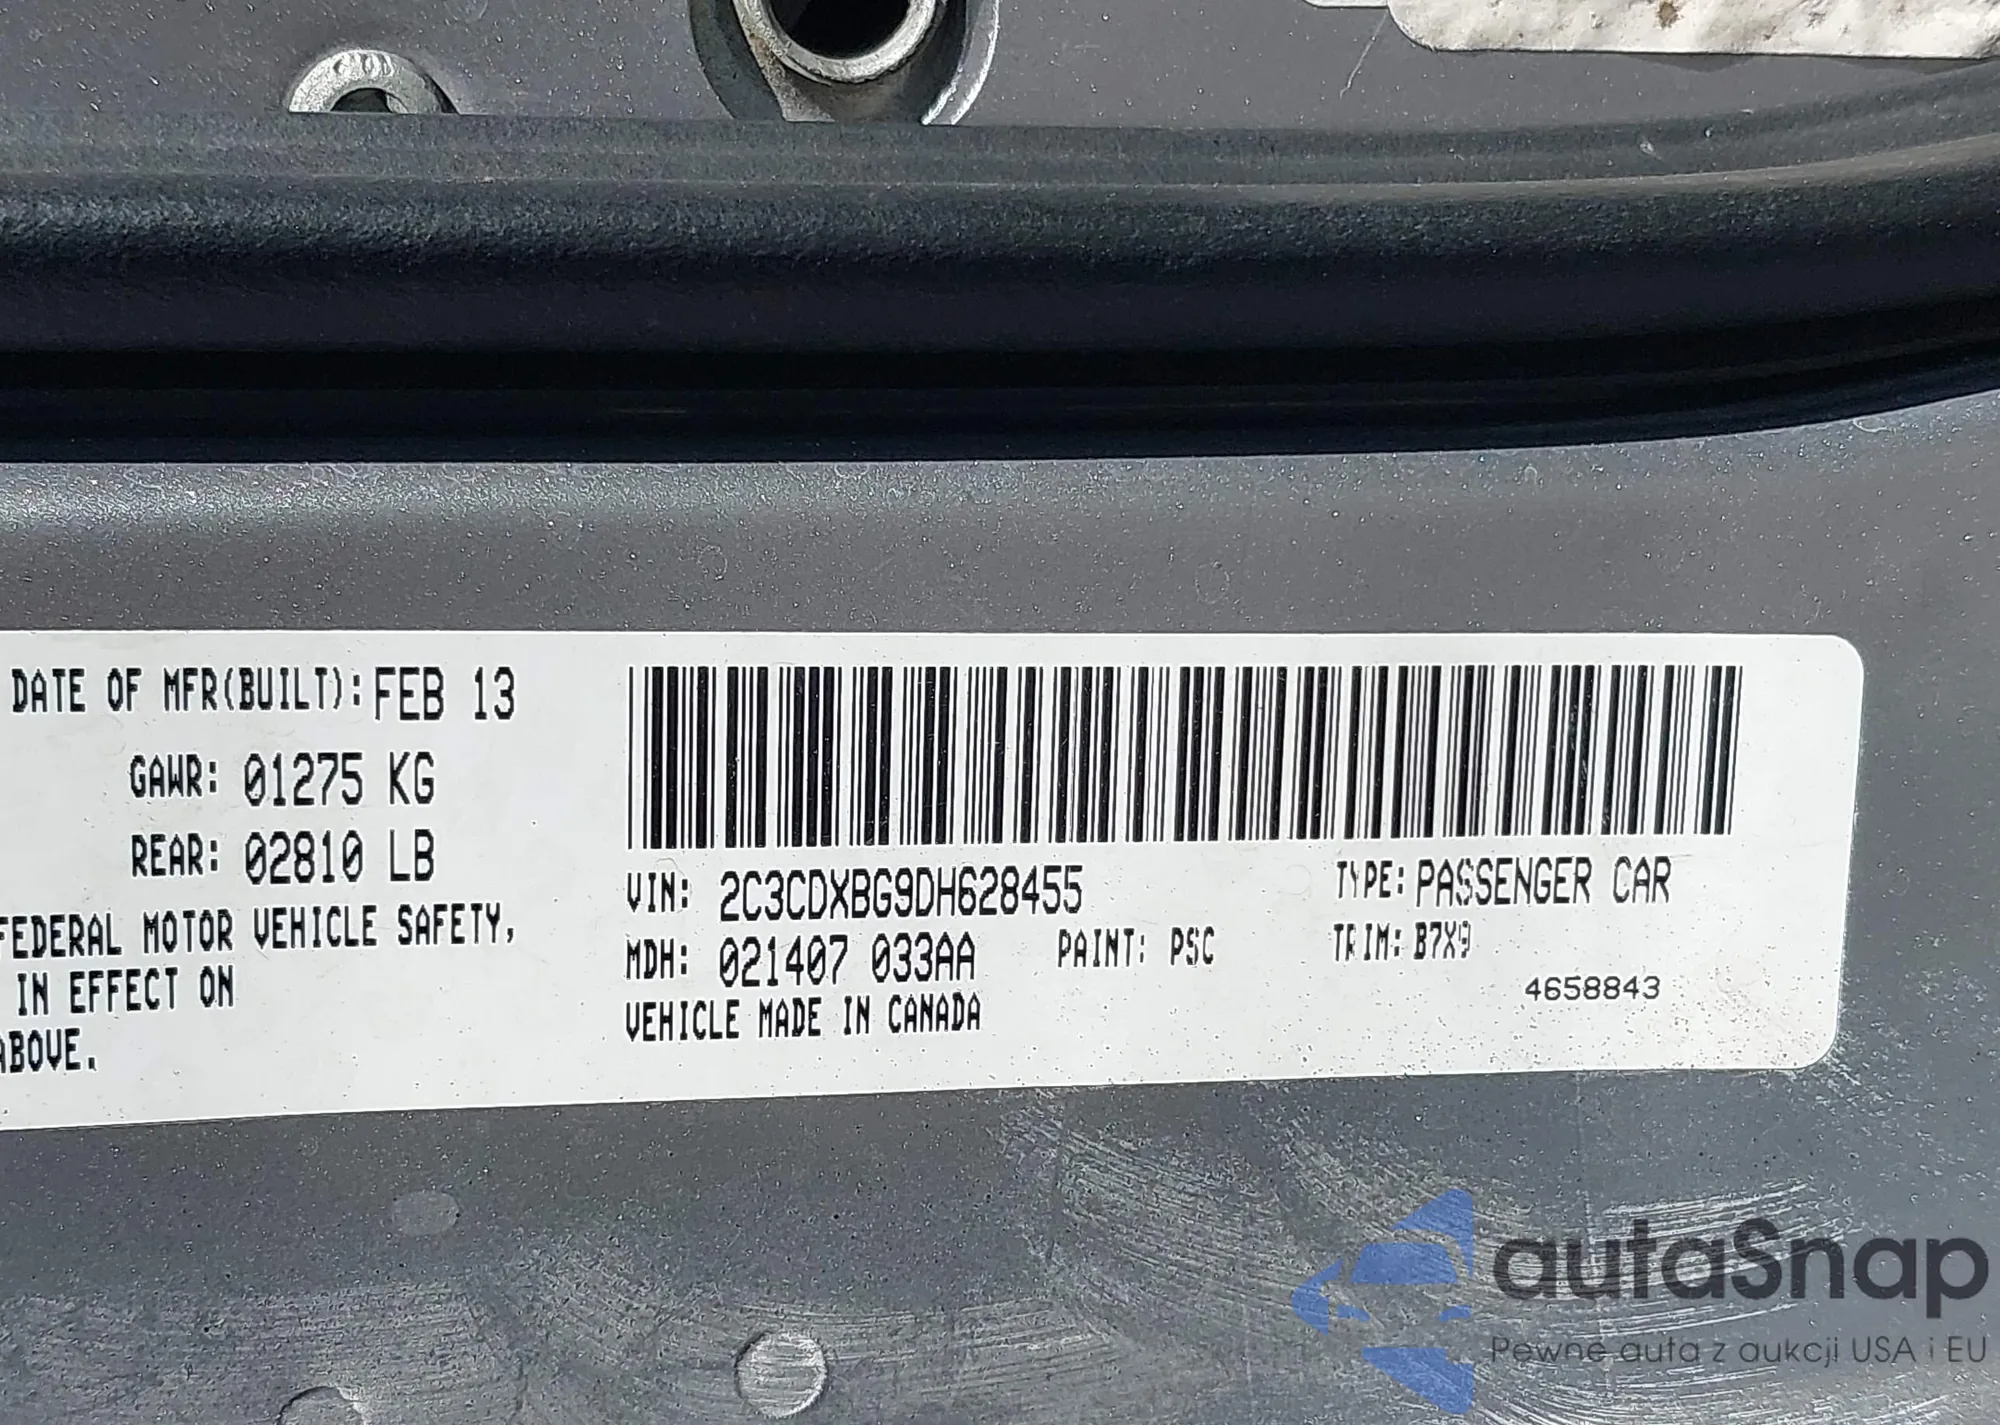 DATE OF MFR(BUILT): FEB 13
GAWR: 01275 KG
REAR: 02810 LB
FEDERAL MOTOR VEHICLE SAFETY,
IN EFFECT ON
ABOVE.
VIN: 2C3CDXBG9DH628455
TYPE: PASSENGER CAR
MDH: 021407 033AA
PAINT: PSC
TRIM: B7X9
VEHICLE MADE IN CANADA
4658843
autaSnap
Pewne auta z aukcji USA i EU